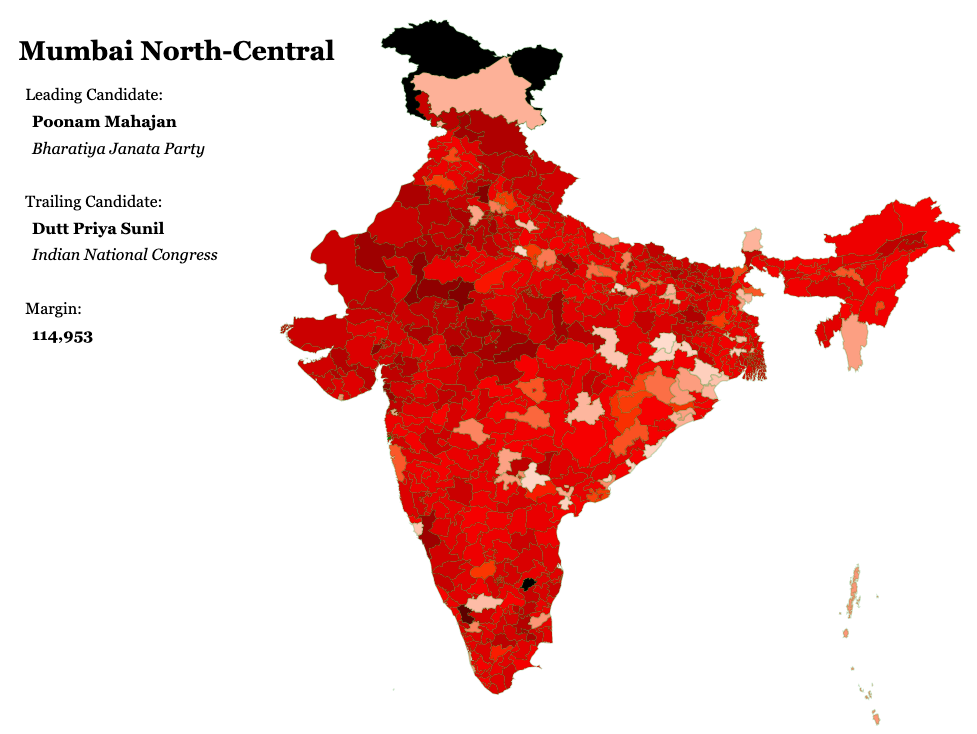 Mumbai North-Central
Leading Candidate:
Poonam Mahajan
Bharatiya Janata Party
Trailing Candidate:
Dutt Priya Sunil
Indian National Congress
Margin:
114,953